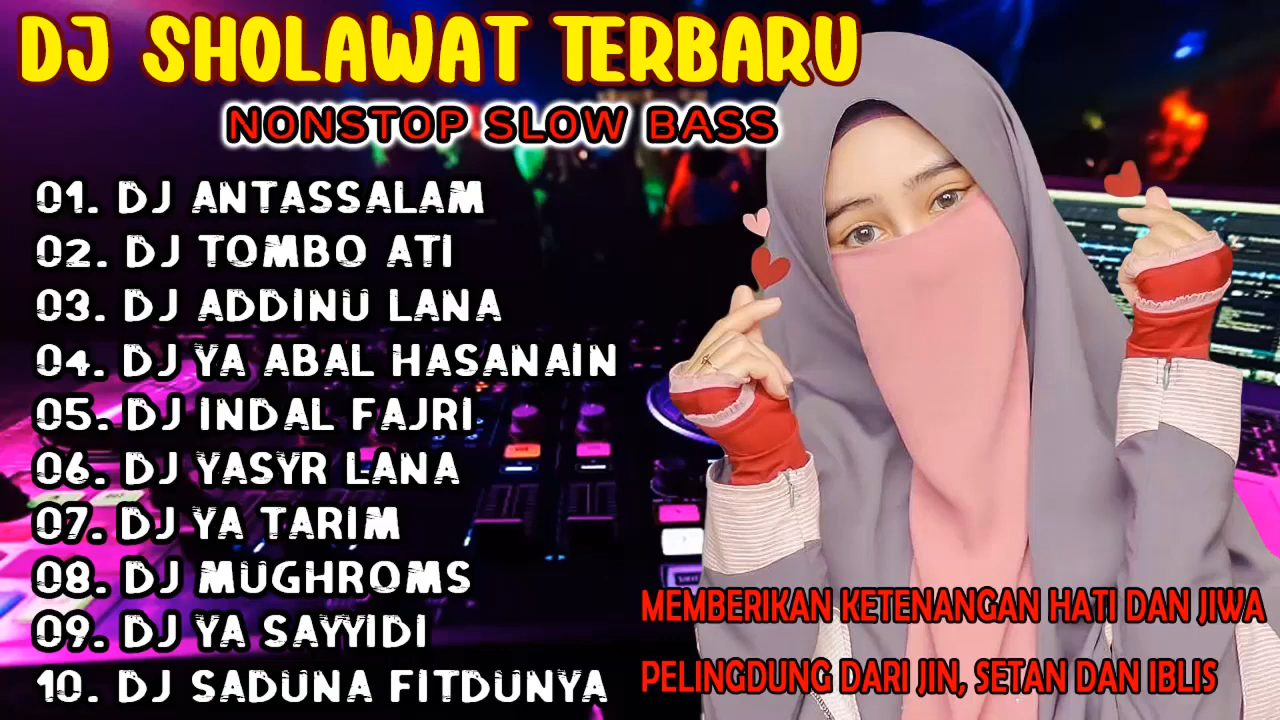 DJ SHOLAWAT TERBARU
NONSTOP SLOW BASS
01. DJ ANTASSALAM
02. DJ TOMBO ATI
03. DJ ADDINU LANA
04. DJ YA ABAL HASANAIN
05. DJ INDAL FAJRI
06. DJ YASYR LANA
07. DJ YA TARIM
08. DJ MUGHROMS
09. DJ YA SAYYIDI
10. DJ SADUNA FITDUNYA
MEMBERIKAN KETENANGAN HATI DAN JIWA
PELINGDUNG DARI JIN, SETAN DAN IBLIS